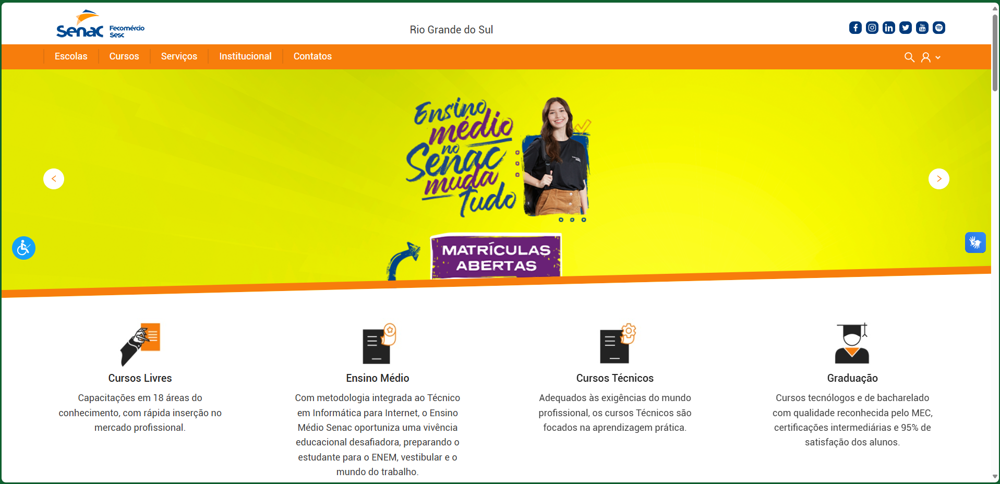 Senac
Fecomércio
Sesc
Rio Grande do Sul
Escolas
Cursos
Serviços
Institucional
Contatos
Ensino
médio
no
Senac
muda
Tudo
MATRÍCULAS
ABERTAS
Cursos Livres
Capacitações em 18 áreas do
conhecimento, com rápida inserção no
mercado profissional.
Ensino Médio
Com metodologia integrada ao Técnico
em Informática para Internet, o Ensino
Médio Senac oportuniza uma vivência
educacional desafiadora, preparando o
estudante para o ENEM, vestibular e o
mundo do trabalho.
Cursos Técnicos
Adequados às exigências do mundo
profissional, os cursos Técnicos são
focados na aprendizagem prática.
Graduação
Cursos tecnólogos e de bacharelado
com qualidade reconhecida pelo MEC,
certificações intermediárias e 95% de
satisfação dos alunos.